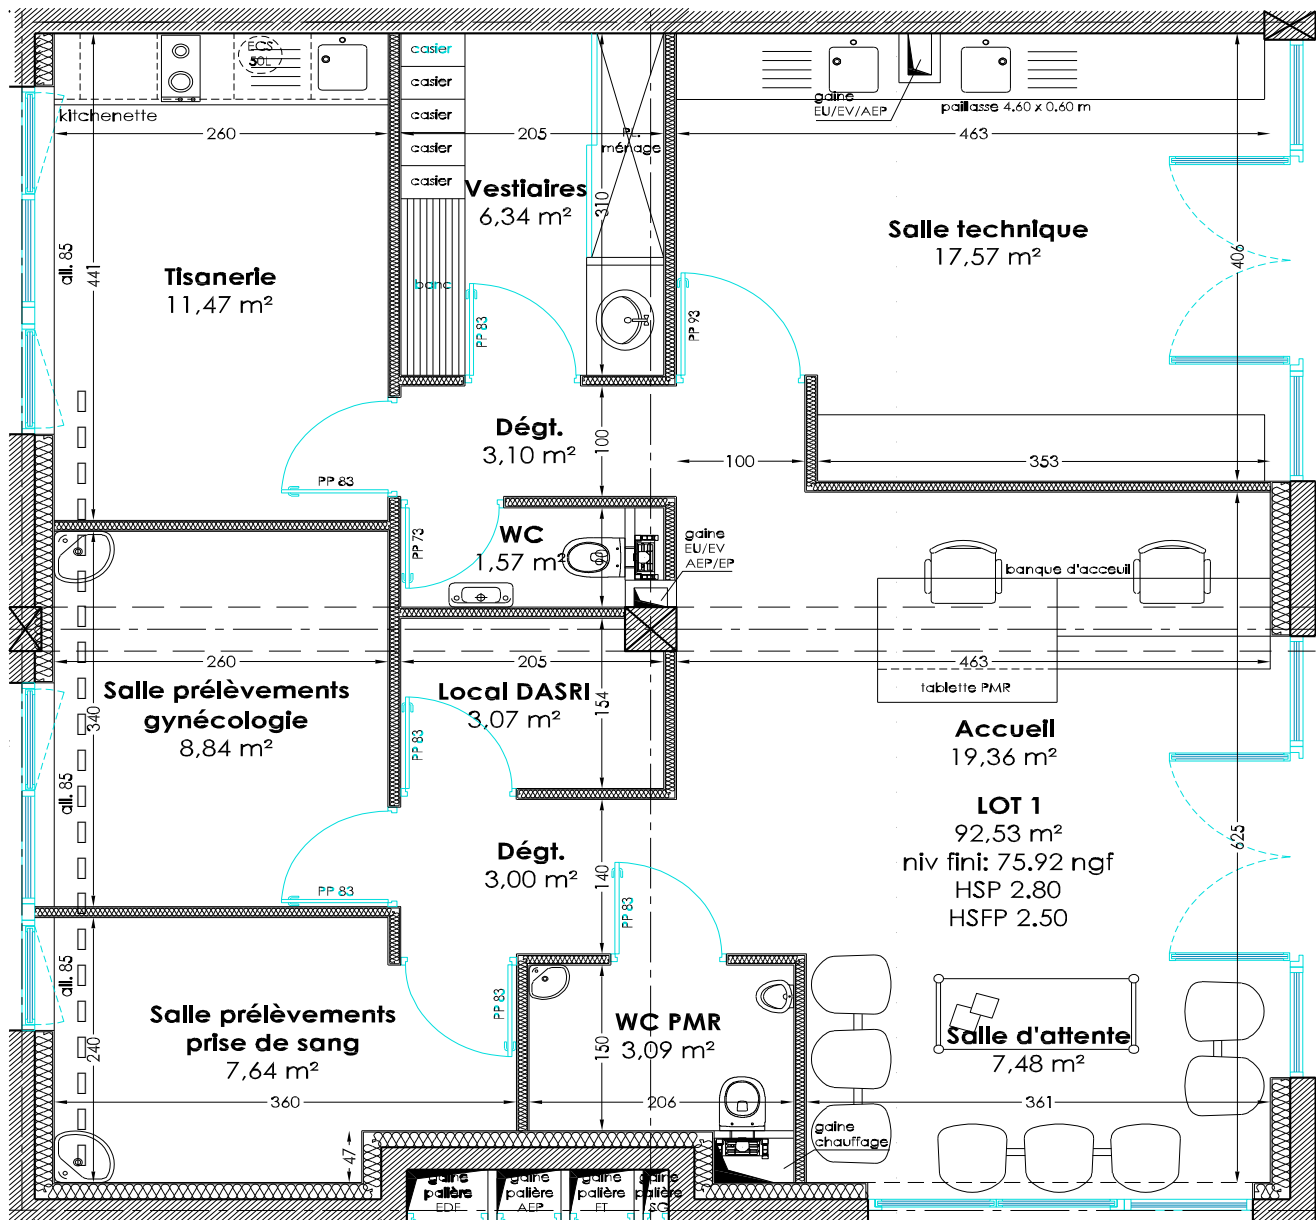 ECS
50L
kitchenette
260
casier
casier
casier
casier
casier
205
PL.
ménage
gaine
EU/EV/AEP
paillasse 4.60 x 0.60 m
463
Vestiaires
6,34 m²
310
Salle technique
17,57 m²
406
all. 85
441
Tisanerie
11,47 m²
banc
PP 83
PP 93
Dégt.
3,10 m²
100
100
353
PP 83
PP 73
WC
1,57 m²
90
gaine
EU/EV
AEP/EP
banque d'acceuil
260
205
463
tablette PMR
Salle prélèvements
gynécologie
8,84 m²
340
all. 85
Local DASRI
3,07 m²
154
PP 83
Accueil
19,36 m²
LOT 1
92,53 m²
niv fini: 75.92 ngf
HSP 2.80
HSFP 2.50
625
Dégt.
3,00 m²
140
PP 83
PP 83
all. 85
240
Salle prélèvements
prise de sang
7,64 m²
PP 83
WC PMR
3,09 m²
150
Salle d'attente
7,48 m²
360
206
361
47
gaine
chauffage
gaine
palière
EDF
gaine
palière
AEP
gaine
palière
FT
gaine
palière
SG